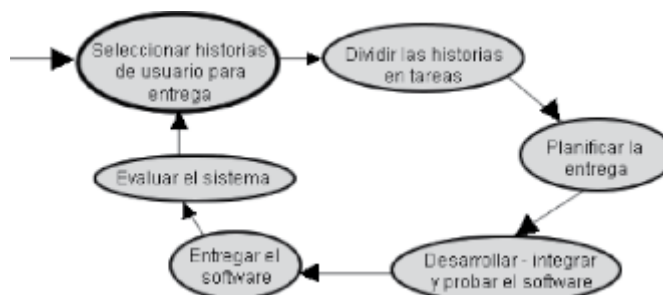 Seleccionar historias
de usuario para
entrega
Dividir las historias
en tareas
Planificar la
entrega
Desarrollar - integrar
y probar el software
Entregar el
software
Evaluar el sistema